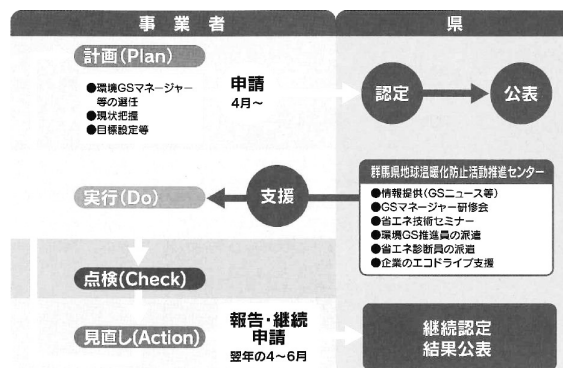 事業者
県
計画(Plan)
●環境GSマネージャー
等の選任
●現状把握
●目標設定等
申請
4月～
認定
公表
群馬県地球温暖化防止活動推進センター
●情報提供(GSニュース等)
●GSマネージャー研修会
●省エネ技術セミナー
●環境GS推進員の派遣
●省エネ診断員の派遣
●企業のエコドライブ支援
支援
実行(Do)
点検(Check)
見直し(Action)
報告・継続
申請
翌年の4～6月
継続認定
結果公表